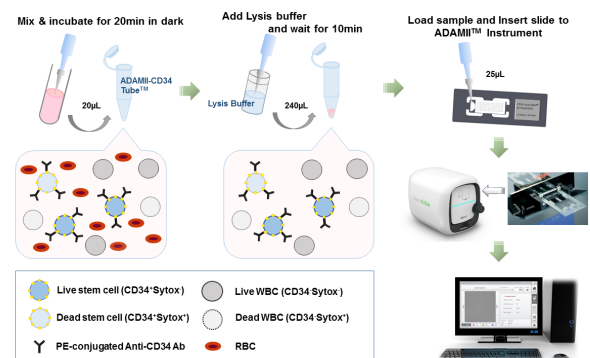 Mix & incubate for 20min in dark
ADAMII-CD34
Tube™
20μL
Add Lysis buffer
and wait for 10min
Lysis Buffer
240μL
Load sample and Insert slide to
ADAMII™ Instrument
25μL
Live stem cell (CD34⁺Sytox⁻)
Live WBC (CD34⁻Sytox⁻)
Dead stem cell (CD34⁺Sytox⁺)
Dead WBC (CD34⁻Sytox⁺)
PE-conjugated Anti-CD34 Ab
RBC